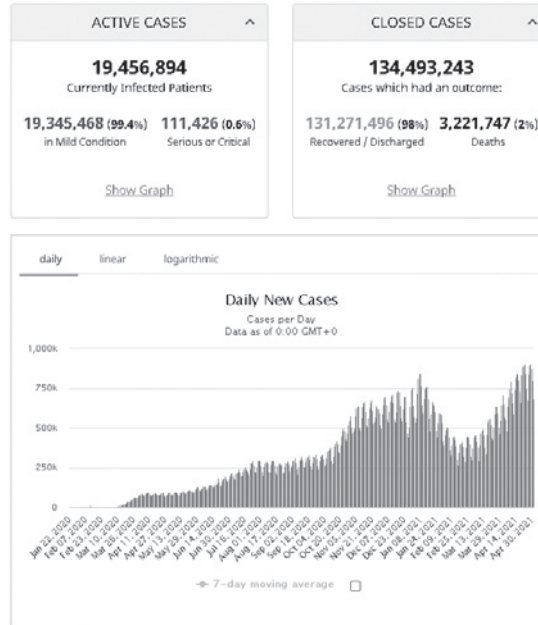 ACTIVE CASES
19,456,894
Currently Infected Patients
19,345,468 (99.4%) 111,426 (0.6%)
in Mild Condition Serious or Critical
Show Graph
CLOSED CASES
134,493,243
Cases which had an outcome:
131,271,496 (98%) 3,221,747 (2%)
Recovered / Discharged Deaths
Show Graph
daily linear logarithmic
Daily New Cases
Cases per Day
Data as of 0:00 GMT+0
1,000k
750k
500k
250k
0
Jan 22, 2020
Feb 07, 2020
Feb 23, 2020
Mar 10, 2020
Mar 26, 2020
Apr 11, 2020
Apr 27, 2020
May 13, 2020
May 29, 2020
Jun 14, 2020
Jun 30, 2020
Jul 16, 2020
Aug 01, 2020
Aug 17, 2020
Sep 02, 2020
Sep 18, 2020
Oct 04, 2020
Oct 20, 2020
Nov 05, 2020
Nov 21, 2020
Dec 07, 2020
Dec 23, 2020
Jan 08, 2021
Jan 24, 2021
Feb 09, 2021
Feb 25, 2021
Mar 13, 2021
Mar 29, 2021
Apr 14, 2021
Apr 30, 2021
7-day moving average